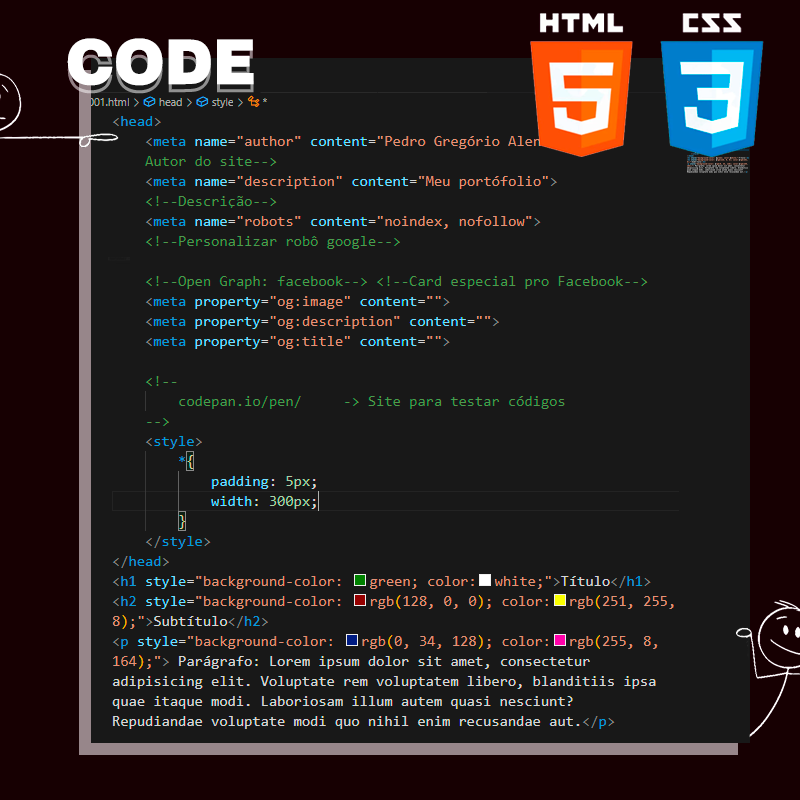 HTML CSS
5 3
CODE
001.html > head > style > *
<head>
<meta name="author" content="Pedro Gregório Alen
Autor do site-->
<meta name="description" content="Meu portófolio">
<!--Descrição-->
<meta name="robots" content="noindex, nofollow">
<!--Personalizar robô google-->
<!--Open Graph: facebook--> <!--Card especial pro Facebook-->
<meta property="og:image" content="">
<meta property="og:description" content="">
<meta property="og:title" content="">
<!--
codepan.io/pen/ -> Site para testar códigos
-->
<style>
*{
padding: 5px;
width: 300px;
}
</style>
</head>
<h1 style="background-color: green; color: white;">Título</h1>
<h2 style="background-color: rgb(128, 0, 0); color: rgb(251, 255,
8);">Subtítulo</h2>
<p style="background-color: rgb(0, 34, 128); color: rgb(255, 8,
164);"> Parágrafo: Lorem ipsum dolor sit amet, consectetur
adipisicing elit. Voluptate rem voluptatem libero, blanditiis ipsa
quae itaque modi. Laboriosam illum autem quasi nesciunt?
Repudiandae voluptate modi quo nihil enim recusandae aut.</p>